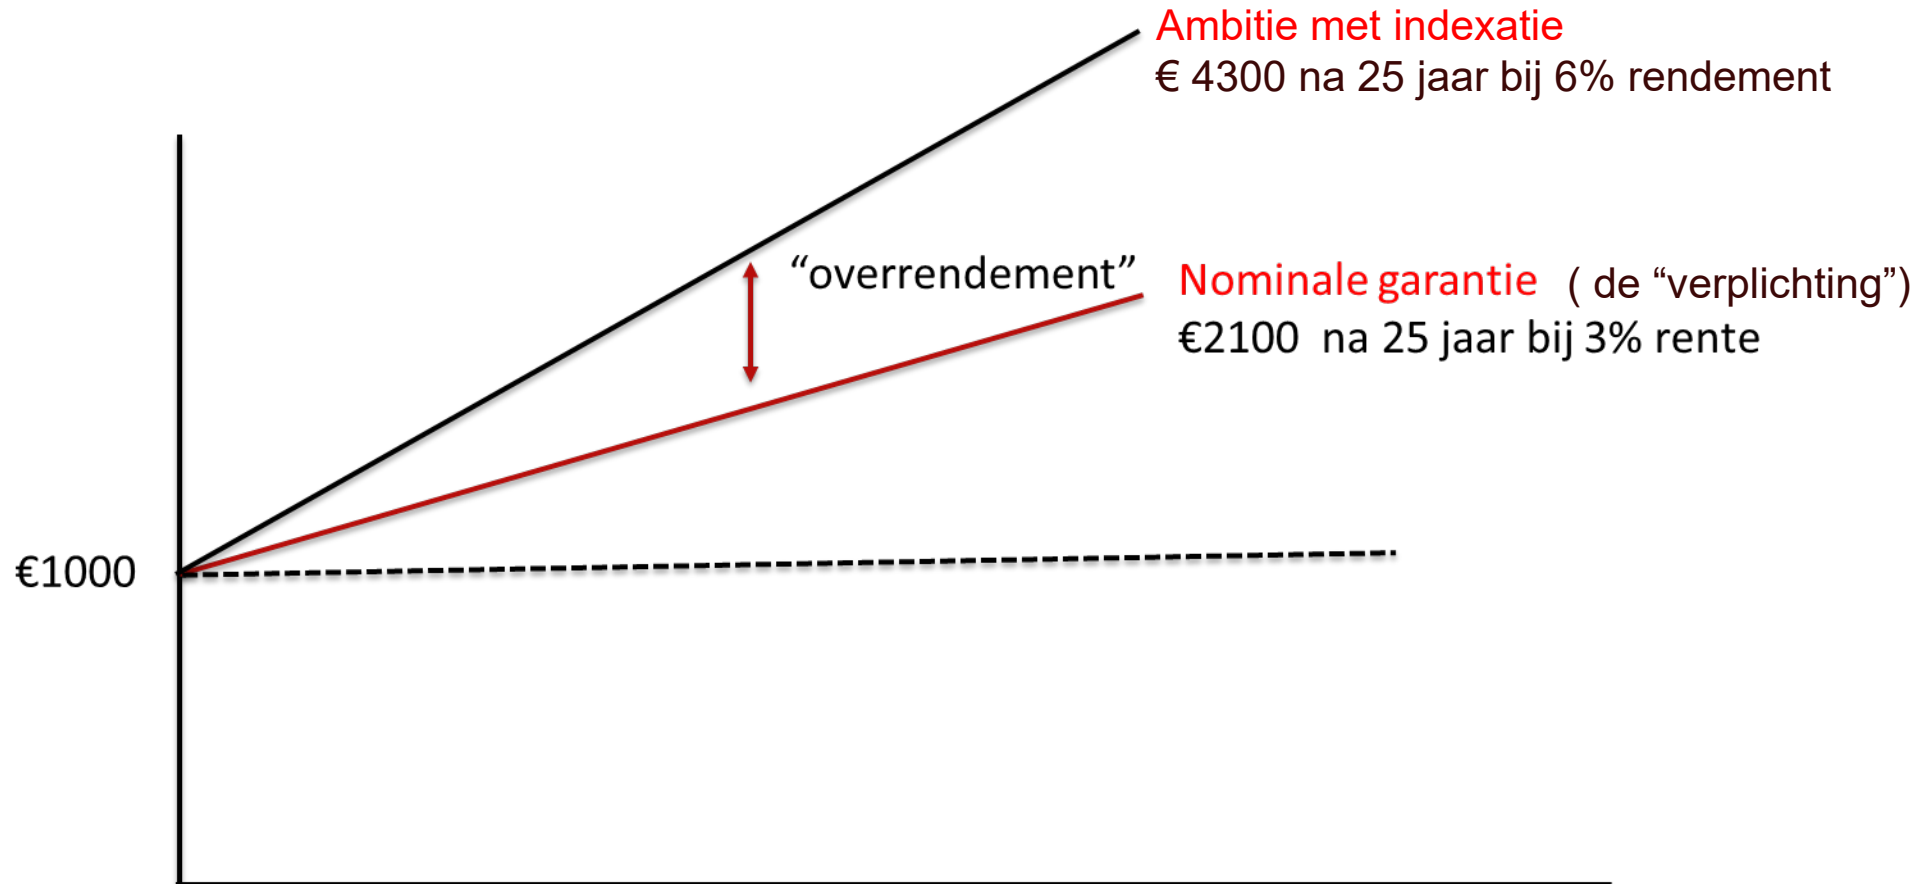 Ambitie met indexatie
€ 4300 na 25 jaar bij 6% rendement
“overrendement”
Nominale garantie ( de “verplichting”)
€2100 na 25 jaar bij 3% rente
€1000